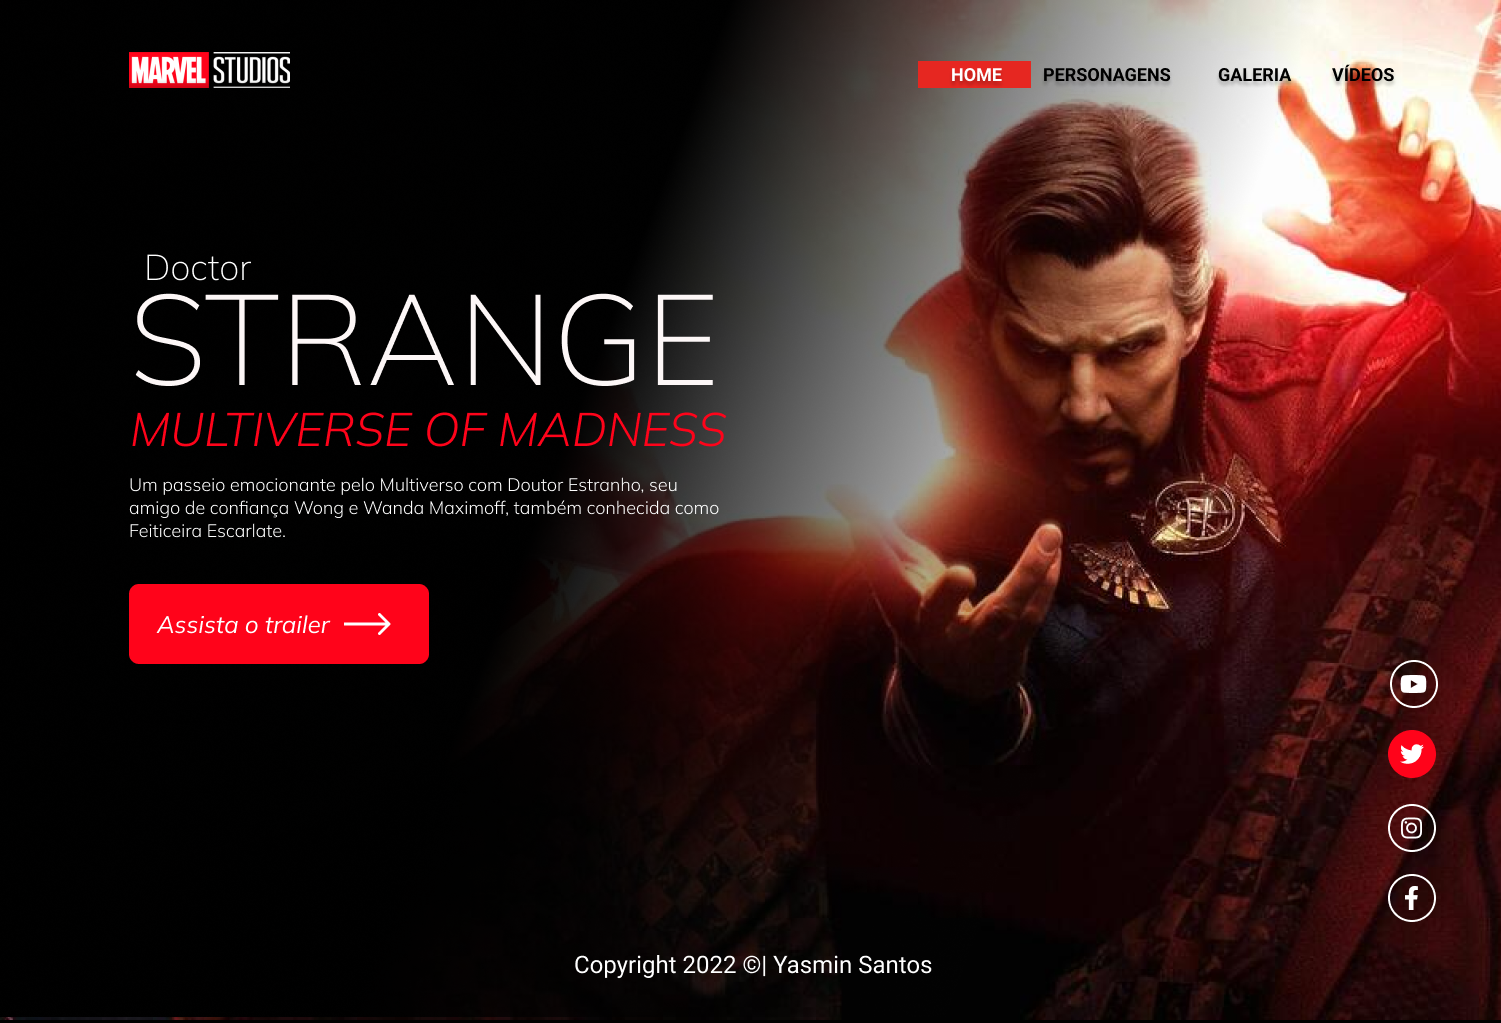 MARVEL STUDIOS
HOME PERSONAGENS GALERIA VÍDEOS
Doctor
STRANGE
MULTIVERSE OF MADNESS
Um passeio emocionante pelo Multiverso com Doutor Estranho, seu
amigo de confiança Wong e Wanda Maximoff, também conhecida como
Feiticeira Escarlate.
Assista o trailer
Copyright 2022 ©| Yasmin Santos